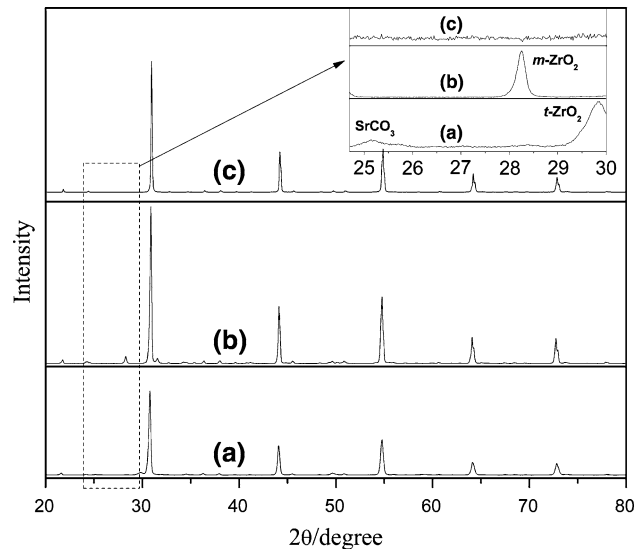 (c)
m-ZrO2
(b)
t-ZrO2
SrCO3
(a)
25 26 27 28 29 30
(c)
(b)
(a)
Intensity
20 30 40 50 60 70 80
2θ/degree